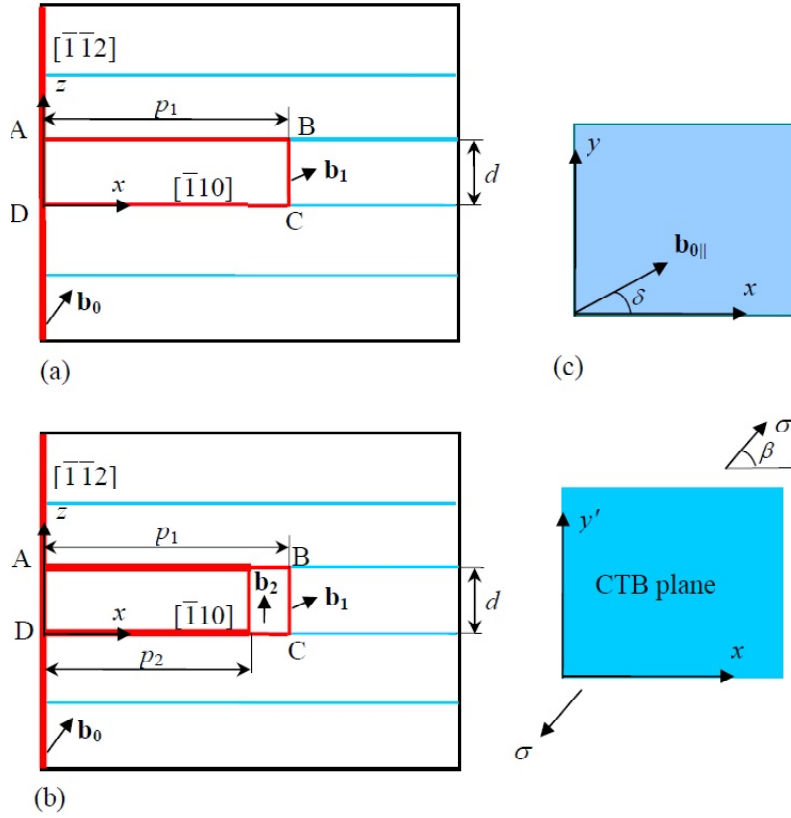 [1̅1̅2]
z
p₁
A
B
b₁
d
x
[1̅10]
D
C
b₀
(a)
y
b₀||
δ
x
(c)
[1̅1̅2]
z
p₁
A
B
b₂
b₁
d
x
[1̅10]
D
C
p₂
b₀
(b)
σ
β
y′
CTB plane
x
σ